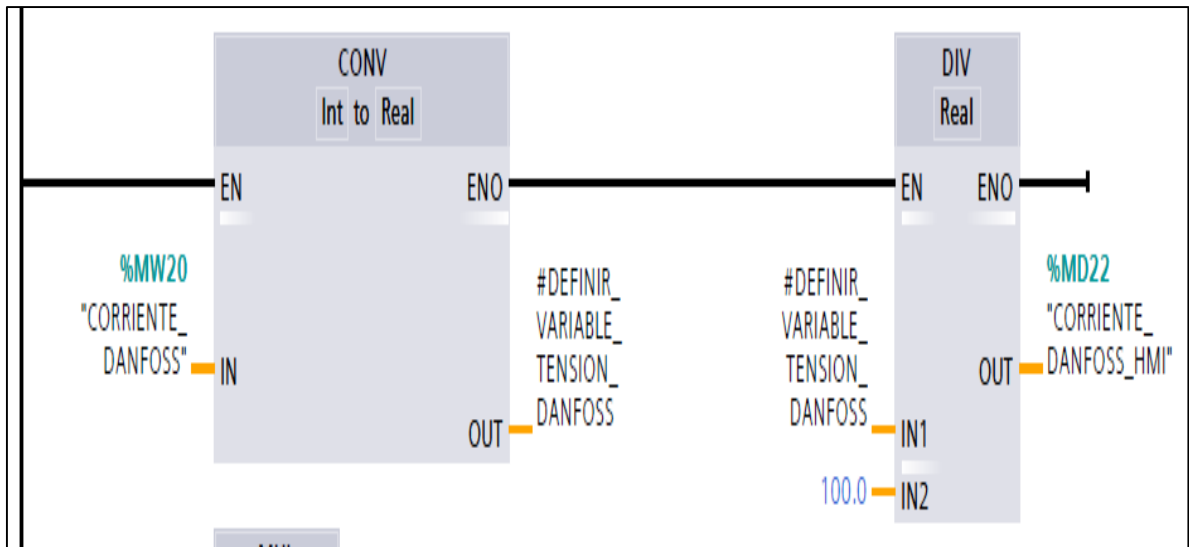 CONV
Int to Real
EN
ENO
%MW20
"CORRIENTE_
DANFOSS"
IN
#DEFINIR_
VARIABLE_
TENSION_
DANFOSS
OUT
DIV
Real
EN
ENO
#DEFINIR_
VARIABLE_
TENSION_
DANFOSS
IN1
100.0
IN2
%MD22
"CORRIENTE_
DANFOSS_HMI"
OUT